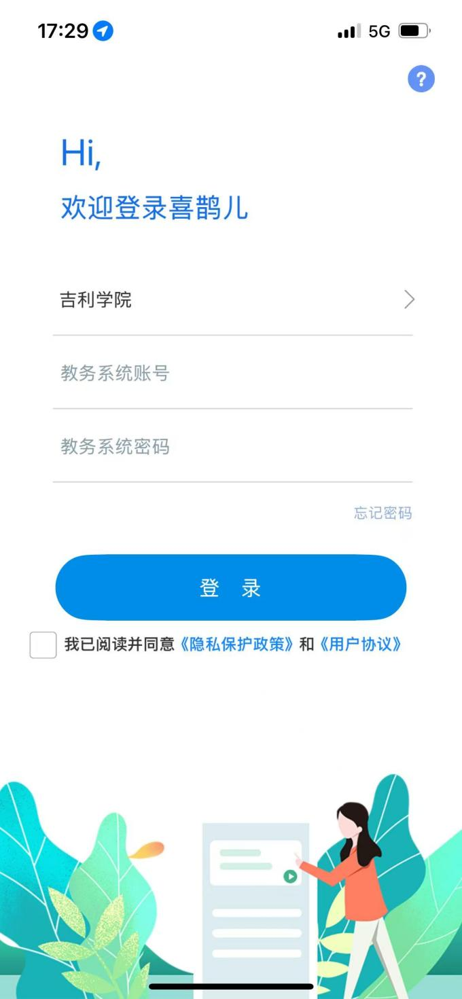 17:29
5G
?
Hi,
欢迎登录喜鹊儿
吉利学院
教务系统账号
教务系统密码
忘记密码
登 录
我已阅读并同意《隐私保护政策》和《用户协议》